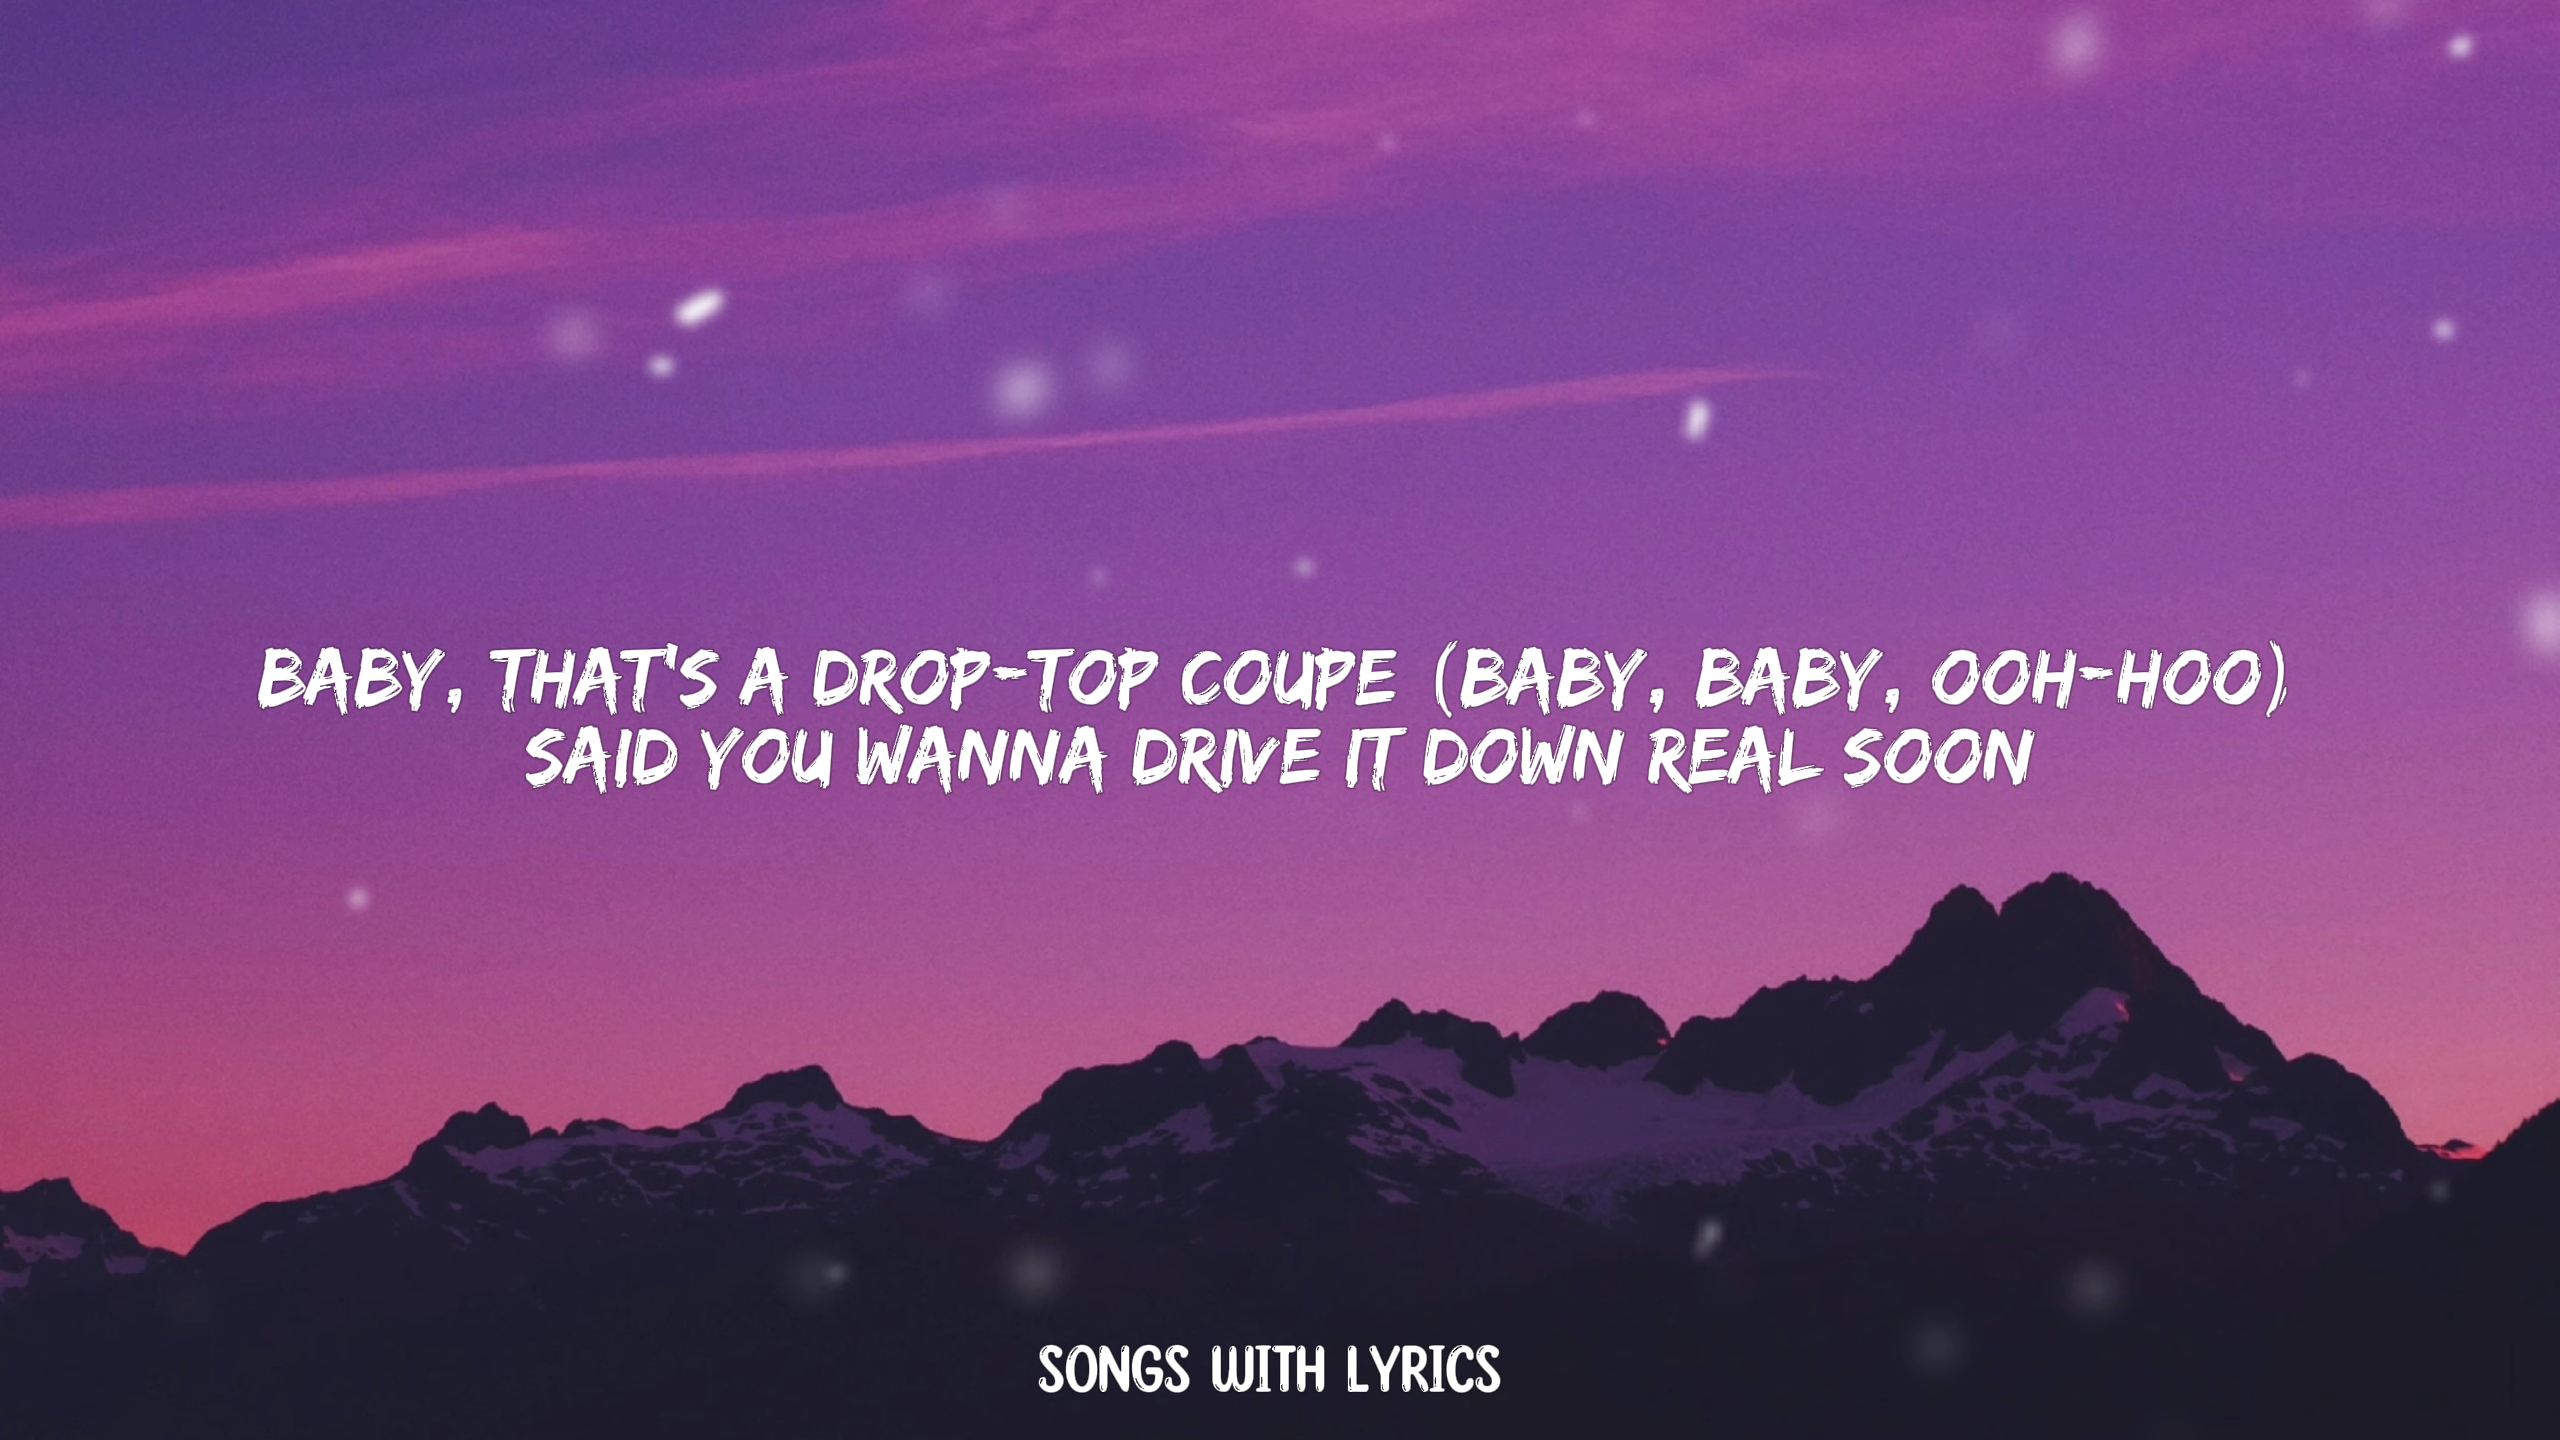 BABY, THAT'S A DROP-TOP COUPE (BABY, BABY, OOH-HOO)
SAID YOU WANNA DRIVE IT DOWN REAL SOON
SONGS WITH LYRICS